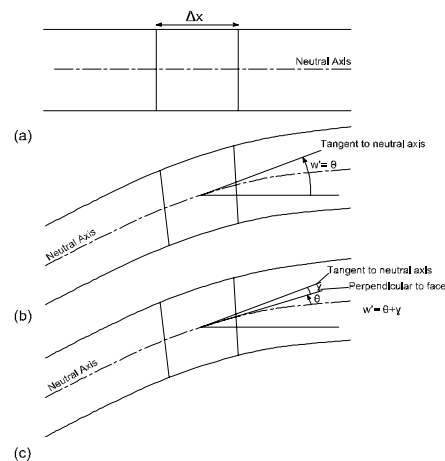 Δx
Neutral Axis
(a)
Tangent to neutral axis
w'= θ
Neutral Axis
(b)
Tangent to neutral axis
Perpendicular to face
γ
θ
w'= θ+γ
Neutral Axis
(c)